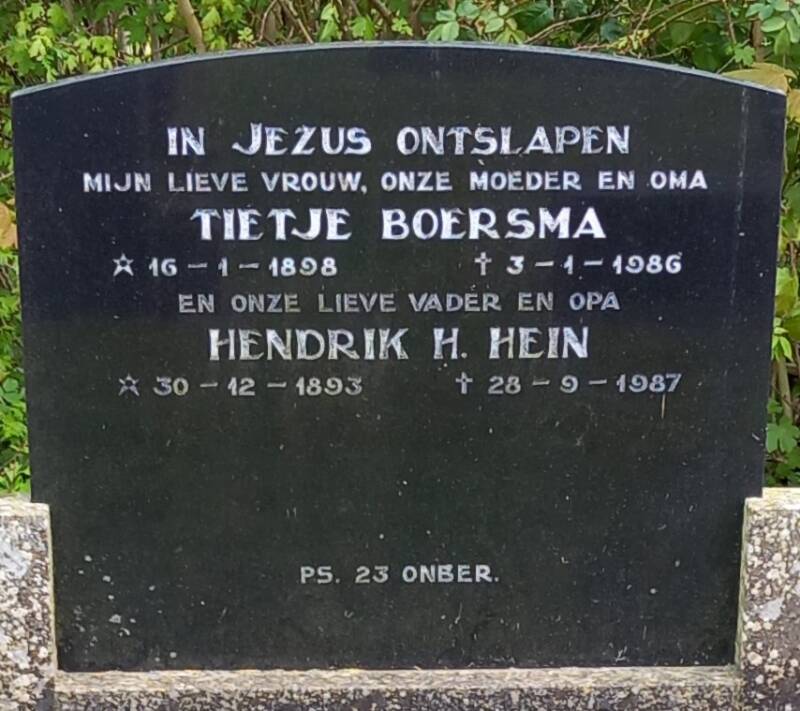 IN JEZUS ONTSLAPEN
MIJN LIEVE VROUW, ONZE MOEDER EN OMA
TIETJE BOERSMA
☆ 16 – 1 – 1898 † 3 – 1 – 1986
EN ONZE LIEVE VADER EN OPA
HENDRIK H. HEIN
☆ 30 – 12 – 1893 † 28 – 9 – 1987
PS. 23 ONBER.